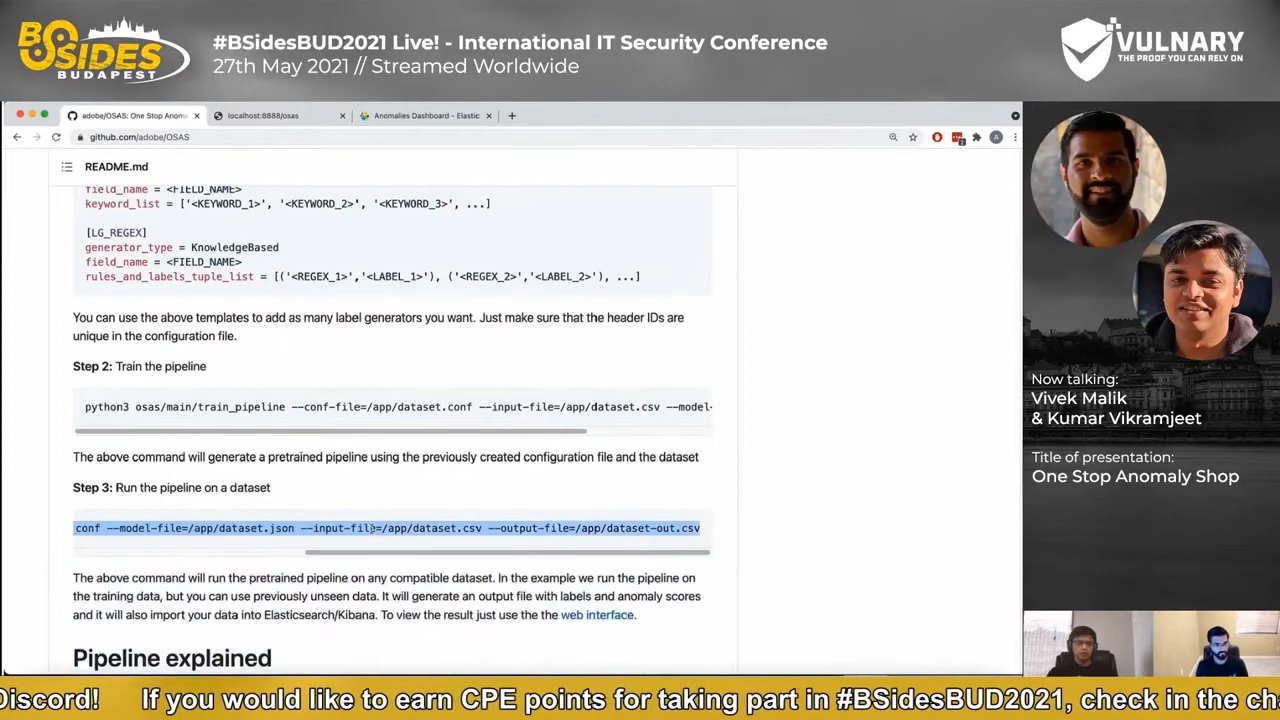 BSIDES
BUDAPEST
#BSidesBUD2021 Live! - International IT Security Conference
27th May 2021 // Streamed Worldwide
VULNARY
THE PROOF YOU CAN RELY ON
adobe/OSAS: One Stop Anoma
localhost:8888/osas
Anomalies Dashboard - Elastic
github.com/adobe/OSAS
README.md
field_name = <FIELD_NAME>
keyword_list = ['<KEYWORD_1>', '<KEYWORD_2>', '<KEYWORD_3>', ...]
[LG_REGEX]
generator_type = KnowledgeBased
field_name = <FIELD_NAME>
rules_and_labels_tuple_list = [('<REGEX_1>','<LABEL_1>'), ('<REGEX_2>','<LABEL_2>'), ...]
You can use the above templates to add as many label generators you want. Just make sure that the header IDs are
unique in the configuration file.
Step 2: Train the pipeline
python3 osas/main/train_pipeline --conf-file=/app/dataset.conf --input-file=/app/dataset.csv --model-
The above command will generate a pretrained pipeline using the previously created configuration file and the dataset
Step 3: Run the pipeline on a dataset
conf --model-file=/app/dataset.json --input-file=/app/dataset.csv --output-file=/app/dataset-out.csv
The above command will run the pretrained pipeline on any compatible dataset. In the example we run the pipeline on
the training data, but you can use previously unseen data. It will generate an output file with labels and anomaly scores
and it will also import your data into Elasticsearch/Kibana. To view the result just use the the web interface.
Pipeline explained
Now talking:
Vivek Malik
& Kumar Vikramjeet
Title of presentation:
One Stop Anomaly Shop
Discord! If you would like to earn CPE points for taking part in #BSidesBUD2021, check in the ch